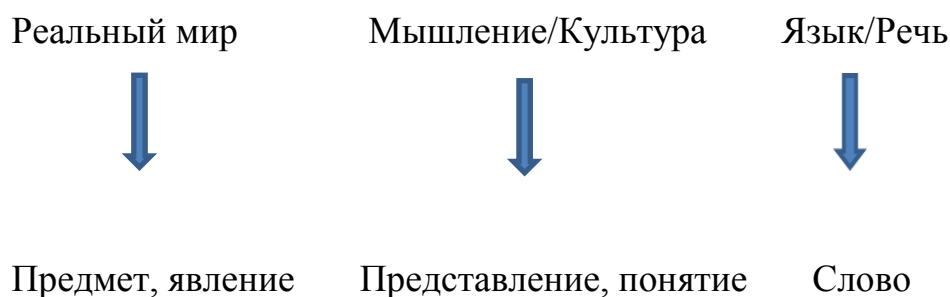 Реальный мир Мышление/Культура Язык/Речь
Предмет, явление Представление, понятие Слово